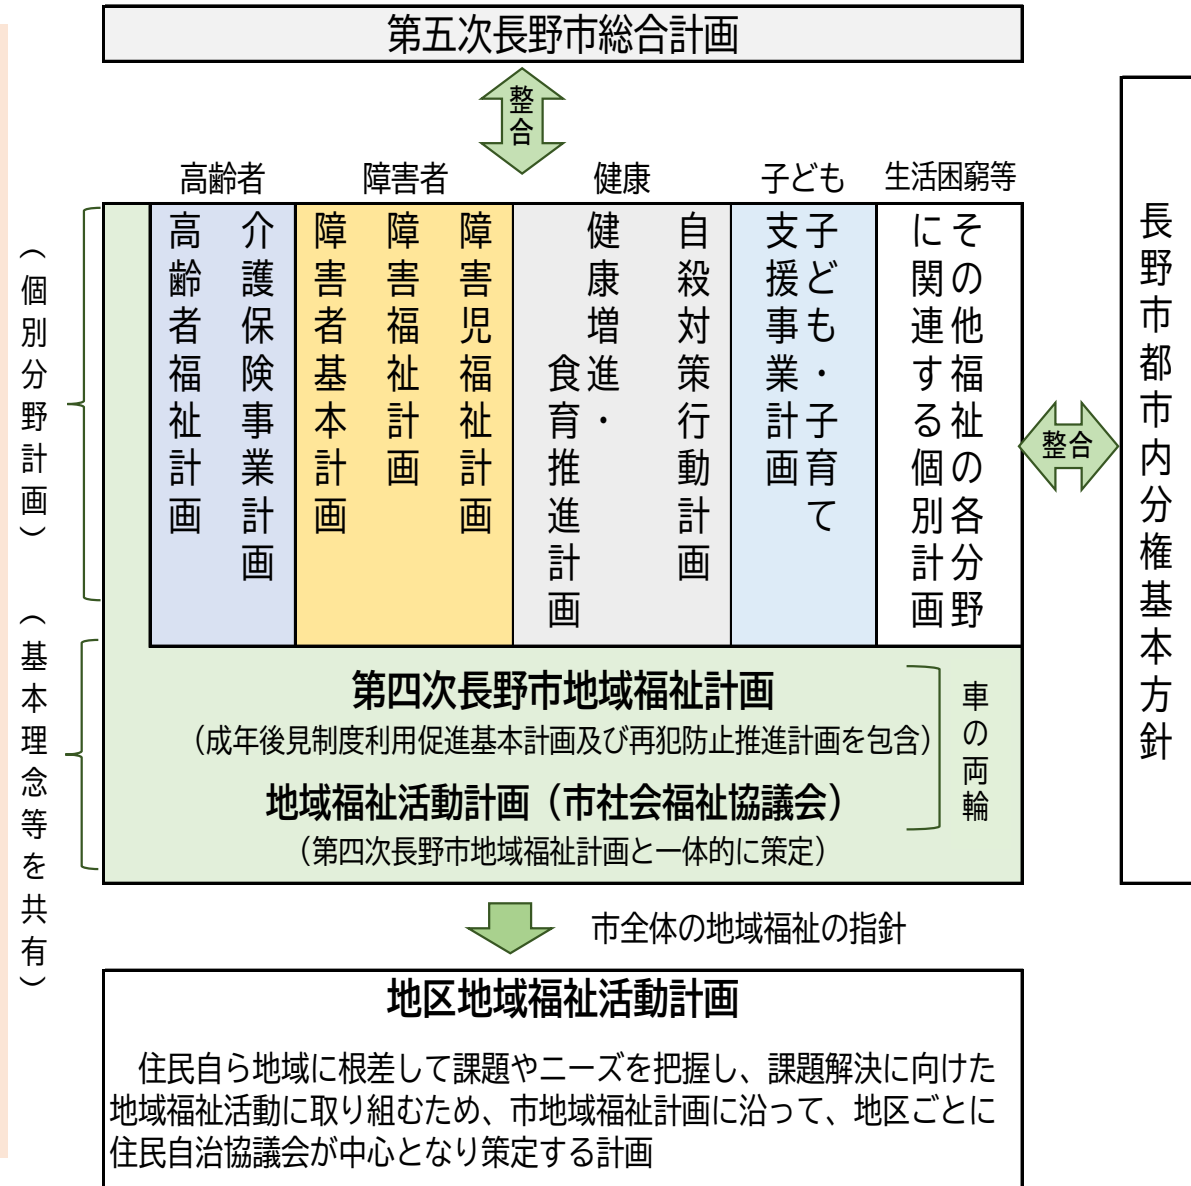 第五次長野市総合計画
整合
高齢者
障害者
健康
子ども
生活困窮等
（個別分野計画）
高齢者福祉計画
介護保険事業計画
障害者基本計画
障害福祉計画
障害児福祉計画
健康増進・
食育推進計画
自殺対策行動計画
子ども・子育て
支援事業計画
その他福祉の各分野
に関連する個別計画
整合
長野市都市内分権基本方針
（基本理念等を共有）
第四次長野市地域福祉計画
（成年後見制度利用促進基本計画及び再犯防止推進計画を包含）
地域福祉活動計画（市社会福祉協議会）
（第四次長野市地域福祉計画と一体的に策定）
車の両輪
市全体の地域福祉の指針
地区地域福祉活動計画
住民自ら地域に根差して課題やニーズを把握し、課題解決に向けた
地域福祉活動に取り組むため、市地域福祉計画に沿って、地区ごとに
住民自治協議会が中心となり策定する計画